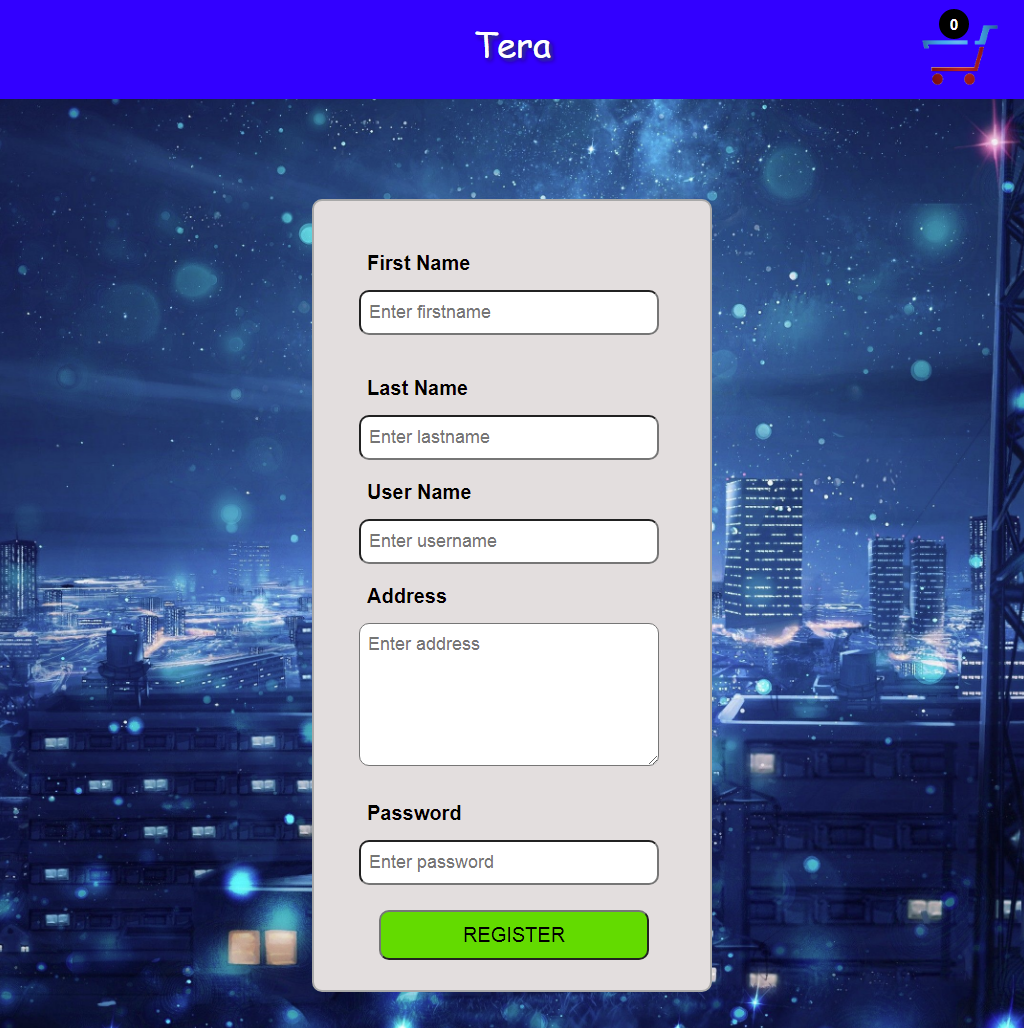 Tera
0
First Name
Enter firstname
Last Name
Enter lastname
User Name
Enter username
Address
Enter address
Password
Enter password
REGISTER